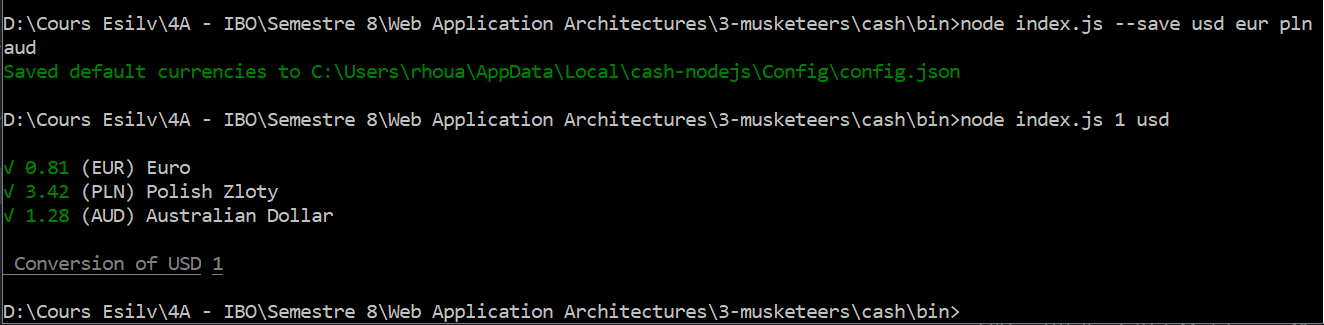 D:\Cours Esilv\4A - IBO\Semestre 8\Web Application Architectures\3-musketeers\cash\bin>node index.js --save usd eur pln
aud
Saved default currencies to C:\Users\rhoua\AppData\Local\cash-nodejs\Config\config.json
D:\Cours Esilv\4A - IBO\Semestre 8\Web Application Architectures\3-musketeers\cash\bin>node index.js 1 usd
√ 0.81 (EUR) Euro
√ 3.42 (PLN) Polish Zloty
√ 1.28 (AUD) Australian Dollar
Conversion of USD 1
D:\Cours Esilv\4A - IBO\Semestre 8\Web Application Architectures\3-musketeers\cash\bin>